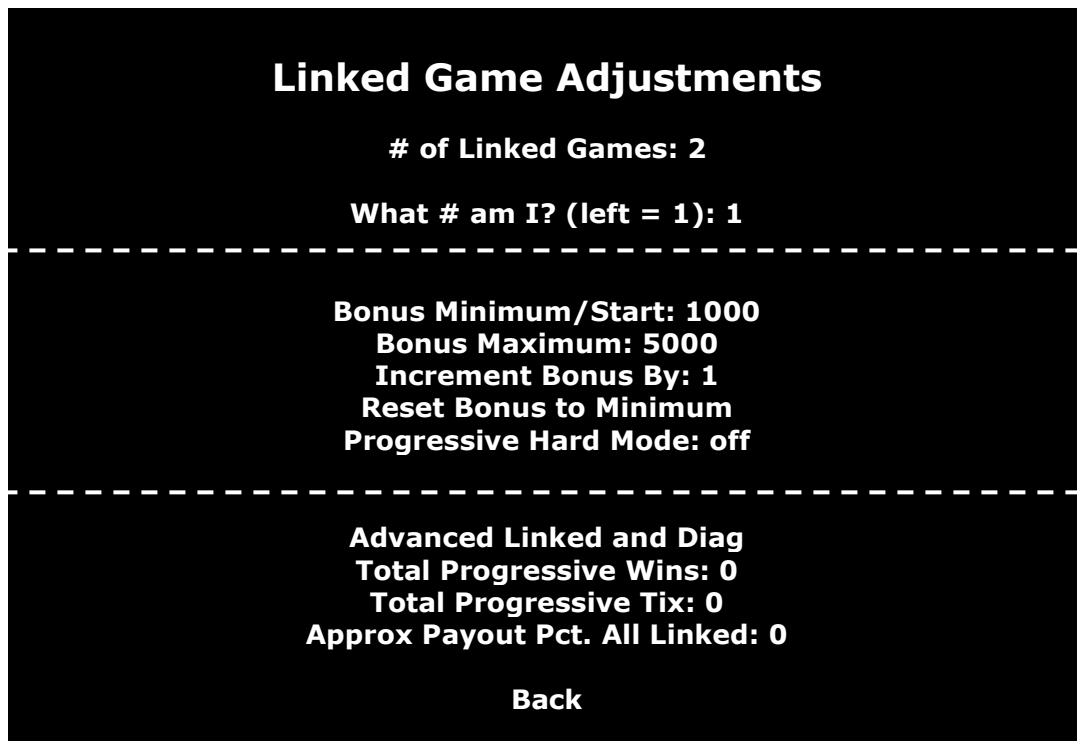 Linked Game Adjustments
# of Linked Games: 2
What # am I? (left = 1): 1
Bonus Minimum/Start: 1000
Bonus Maximum: 5000
Increment Bonus By: 1
Reset Bonus to Minimum
Progressive Hard Mode: off
Advanced Linked and Diag
Total Progressive Wins: 0
Total Progressive Tix: 0
Approx Payout Pct. All Linked: 0
Back